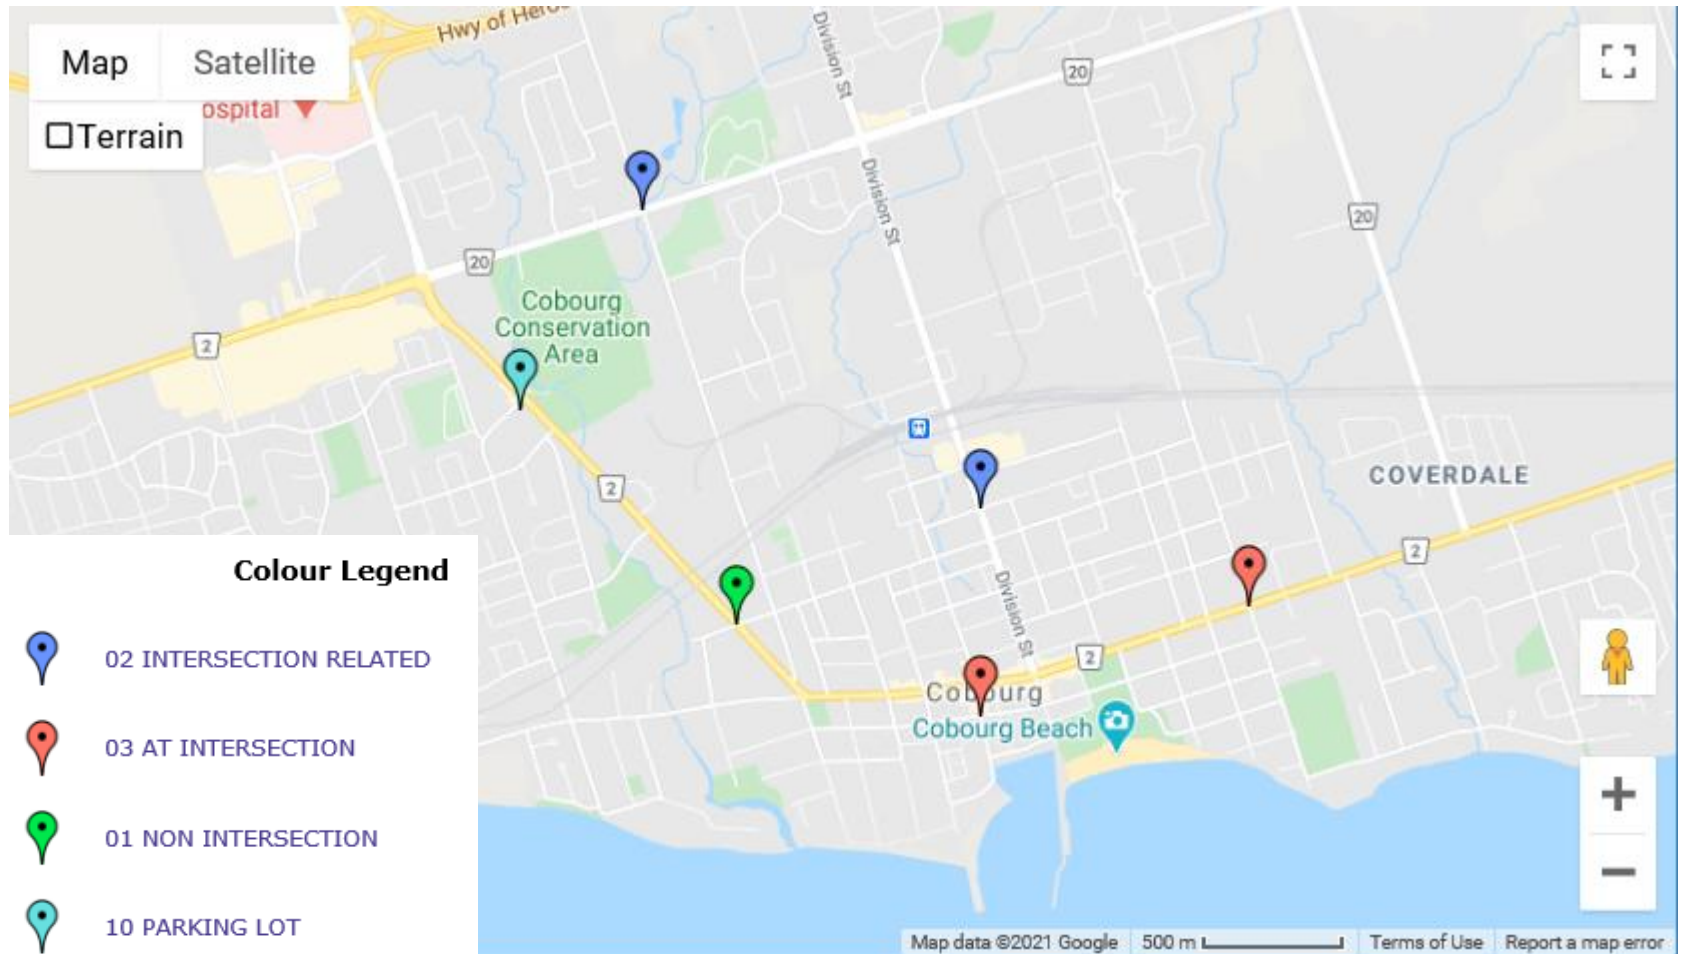 Map
Satellite
Hwy of Heroes
Division St
20
ospital
Terrain
Division St
20
20
Cobourg
Conservation
Area
2
2
COVERDALE
2
Division St
2
Cobourg
Cobourg Beach
Colour Legend
02 INTERSECTION RELATED
03 AT INTERSECTION
01 NON INTERSECTION
10 PARKING LOT
Map data ©2021 Google
500 m
Terms of Use
Report a map error